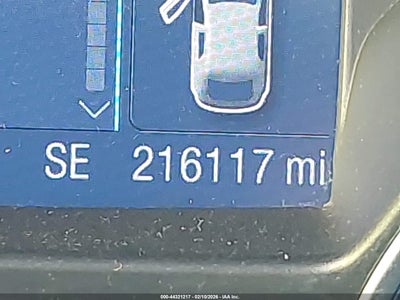 SE 216117 mi
000-44321217 - 02/10/2026 - IAA Inc.